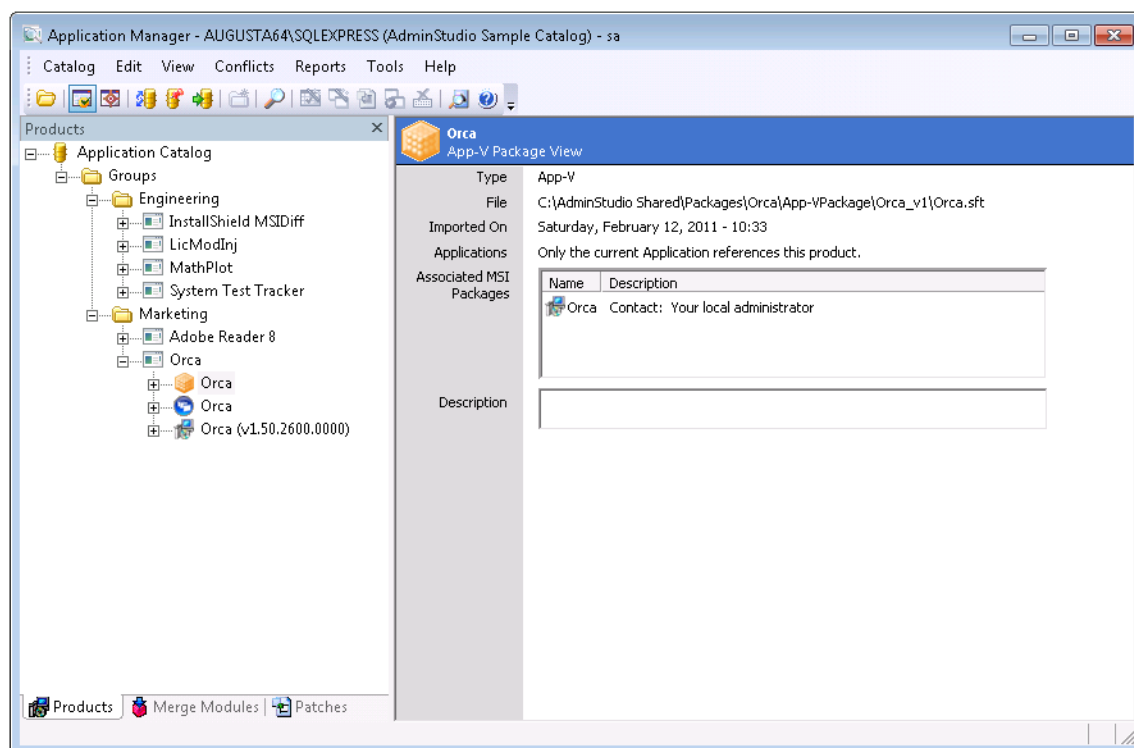 Application Manager - AUGUSTA64\SQLEXPRESS (AdminStudio Sample Catalog) - sa
Catalog Edit View Conflicts Reports Tools Help
Products
Application Catalog
Groups
Engineering
InstallShield MSIDiff
LicModInj
MathPlot
System Test Tracker
Marketing
Adobe Reader 8
Orca
Orca
Orca
Orca (v1.50.2600.0000)
Products Merge Modules Patches
Orca
App-V Package View
Type App-V
File C:\AdminStudio Shared\Packages\Orca\App-VPackage\Orca_v1\Orca.sft
Imported On Saturday, February 12, 2011 - 10:33
Applications Only the current Application references this product.
Associated MSI
Packages
Name Description
Orca Contact: Your local administrator
Description